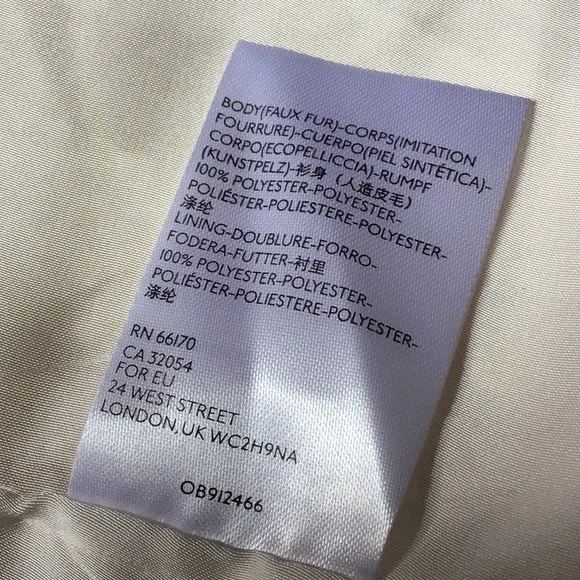 BODY(FAUX FUR)-CORPS(IMITATION
FOURRURE)-CUERPO(PIEL SINTÉTICA)-
CORPO(ECOPELLICCIA)-RUMPF
(KUNSTPELZ)-衫身（人造皮毛）
100% POLYESTER-POLYESTER-
POLIÉSTER-POLIESTERE-POLYESTER-
涤纶
LINING-DOUBLURE-FORRO-
FODERA-FUTTER-衬里
100% POLYESTER-POLYESTER-
POLIÉSTER-POLIESTERE-POLYESTER-
涤纶
RN 66170
CA 32054
FOR EU
24 WEST STREET
LONDON, UK WC2H9NA
OB912466